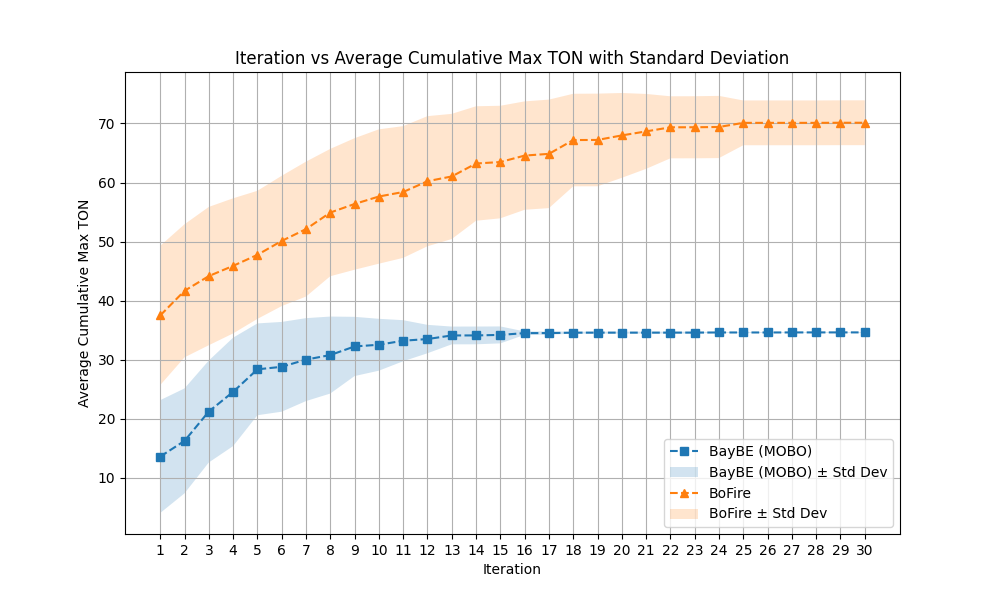 Iteration vs Average Cumulative Max TON with Standard Deviation
Average Cumulative Max TON
70
60
50
40
30
20
10
BayBE (MOBO)
BayBE (MOBO) ± Std Dev
BoFire
BoFire ± Std Dev
1 2 3 4 5 6 7 8 9 10 11 12 13 14 15 16 17 18 19 20 21 22 23 24 25 26 27 28 29 30
Iteration